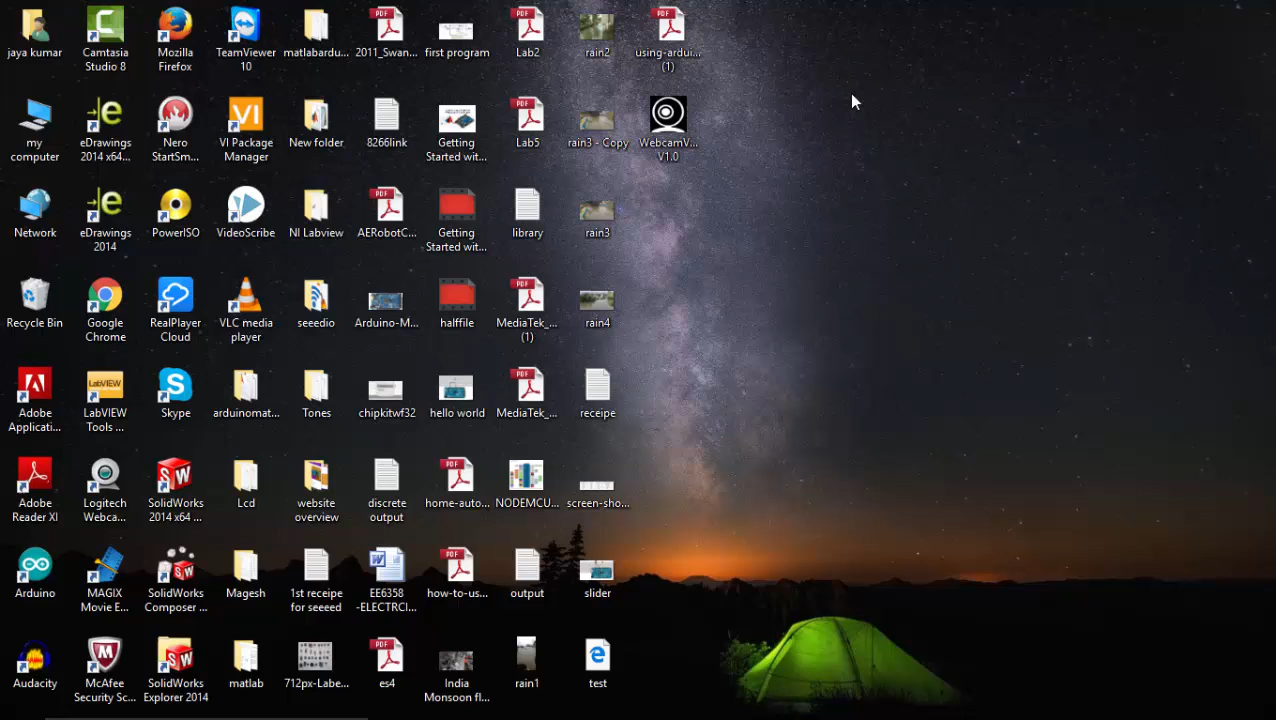 jaya kumar
Camtasia
Studio 8
Mozilla
Firefox
TeamViewer
10
matlabardu...
2011_Swan...
first program
Lab2
rain2
using-ardui...
(1)
my
computer
eDrawings
2014 x64...
Nero
StartSm...
VI Package
Manager
New folder
8266link
Getting
Started wit...
Lab5
rain3 - Copy
WebcamV...
V1.0
Network
eDrawings
2014
PowerISO
VideoScribe
NI Labview
AERobotC...
Getting
Started wit...
library
rain3
Recycle Bin
Google
Chrome
RealPlayer
Cloud
VLC media
player
seeedio
Arduino-M...
halffile
MediaTek_...
(1)
rain4
Adobe
Applicati...
LabVIEW
Tools ...
Skype
arduinomat...
Tones
chipkitwf32
hello world
MediaTek_...
receipe
Adobe
Reader XI
Logitech
Webca...
SolidWorks
2014 x64 ...
Lcd
website
overview
discrete
output
home-auto...
NODEMCU...
screen-sho...
Arduino
MAGIX
Movie E...
SolidWorks
Composer ...
Magesh
1st receipe
for seeeed
EE6358
-ELECTRCI...
how-to-us...
output
slider
Audacity
McAfee
Security Sc...
SolidWorks
Explorer 2014
matlab
712px-Labe...
es4
India
Monsoon fl...
rain1
test